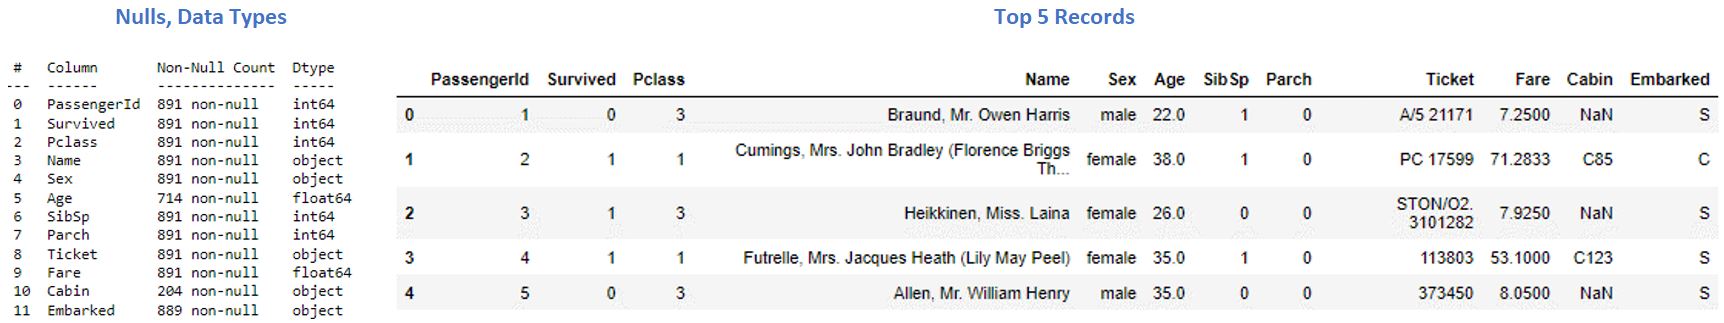 Nulls, Data Types
# Column Non-Null Count Dtype
--- ------ -------------- -----
0 PassengerId 891 non-null int64
1 Survived 891 non-null int64
2 Pclass 891 non-null int64
3 Name 891 non-null object
4 Sex 891 non-null object
5 Age 714 non-null float64
6 SibSp 891 non-null int64
7 Parch 891 non-null int64
8 Ticket 891 non-null object
9 Fare 891 non-null float64
10 Cabin 204 non-null object
11 Embarked 889 non-null object
Top 5 Records
PassengerId Survived Pclass Name Sex Age SibSp Parch Ticket Fare Cabin Embarked
0 1 0 3 Braund, Mr. Owen Harris male 22.0 1 0 A/5 21171 7.2500 NaN S
1 2 1 1 Cumings, Mrs. John Bradley (Florence Briggs
Th... female 38.0 1 0 PC 17599 71.2833 C85 C
2 3 1 3 Heikkinen, Miss. Laina female 26.0 0 0 STON/O2.
3101282 7.9250 NaN S
3 4 1 1 Futrelle, Mrs. Jacques Heath (Lily May Peel) female 35.0 1 0 113803 53.1000 C123 S
4 5 0 3 Allen, Mr. William Henry male 35.0 0 0 373450 8.0500 NaN S